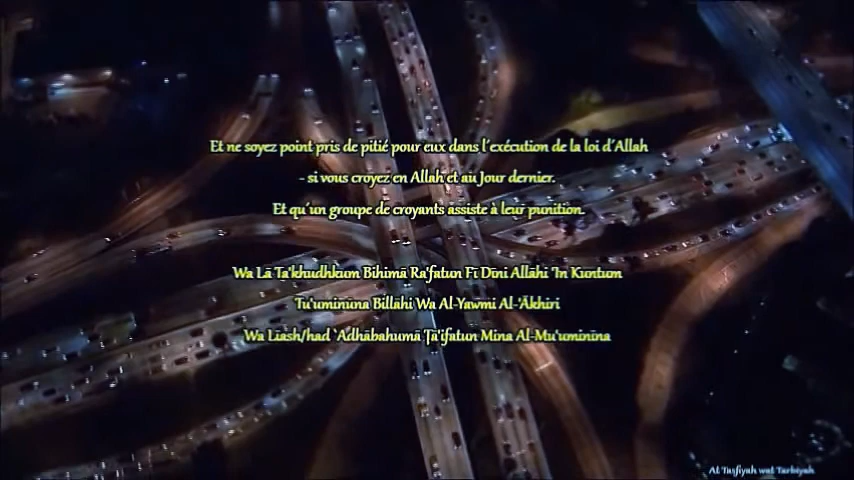 Et ne soyez point pris de pitié pour eux dans l´exécution de la loi d´Allah
- si vous croyez en Allah et au Jour dernier.
Et qu´un groupe de croyants assiste à leur punition.
Wa Lā Ta'khudhkum Bihimā Ra'fatun Fī Dīni Allāhi 'In Kuntum
Tu'uminūna Billāhi Wa Al-Yawmi Al-'Ākhiri
Wa Liash/had `Adhābahumā Ţā'ifatun Mina Al-Mu'uminīna
Al Tasfiyah wal Tarbiyah